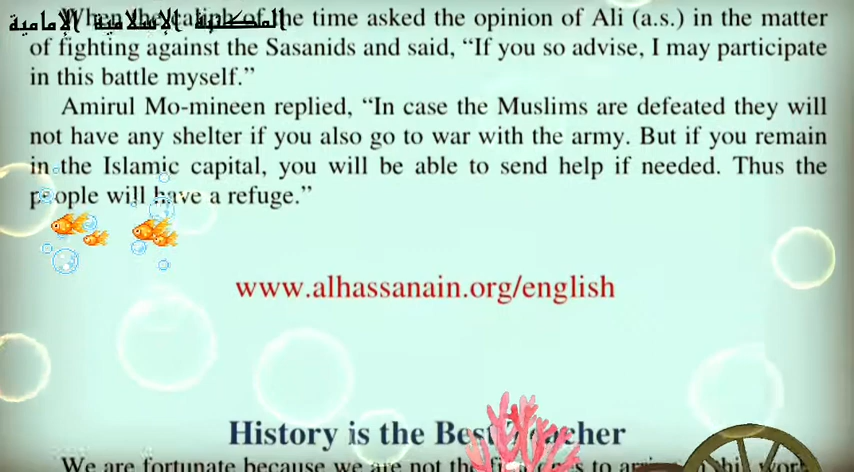 المكتبة الإسلامية الإمامية
When the caliph of the time asked the opinion of Ali (a.s.) in the matter
of fighting against the Sasanids and said, “If you so advise, I may participate
in this battle myself.”
Amirul Mo-mineen replied, “In case the Muslims are defeated they will
not have any shelter if you also go to war with the army. But if you remain
in the Islamic capital, you will be able to send help if needed. Thus the
people will have a refuge.”
www.alhassanain.org/english
History is the Best Teacher
We are fortunate because we are not the